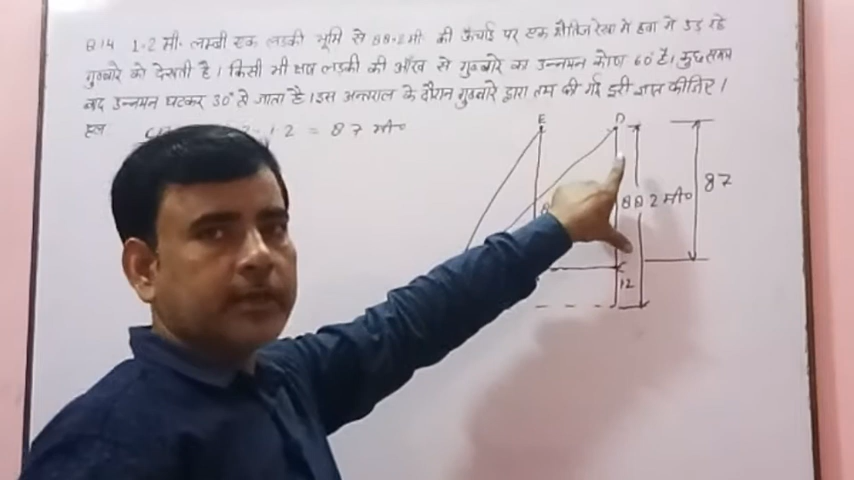 Q.14 1.2 मी. लम्बी एक लड़की भूमि से 88.2 मी. की ऊंचाई पर एक क्षैतिज रेखा में हवा में उड़ रहे
गुब्बारे को देखती है। किसी भी क्षण लड़की की आँख से गुब्बारे का उन्नयन कोण 60° है। कुछ समय
बाद उन्नयन घटकर 30° हो जाता है। इस अन्तराल के दौरान गुब्बारे द्वारा तय की गई दूरी ज्ञात कीजिए।
हल 1.2 = 87 मी०
E D
88.2 मी० 87
C
1.2